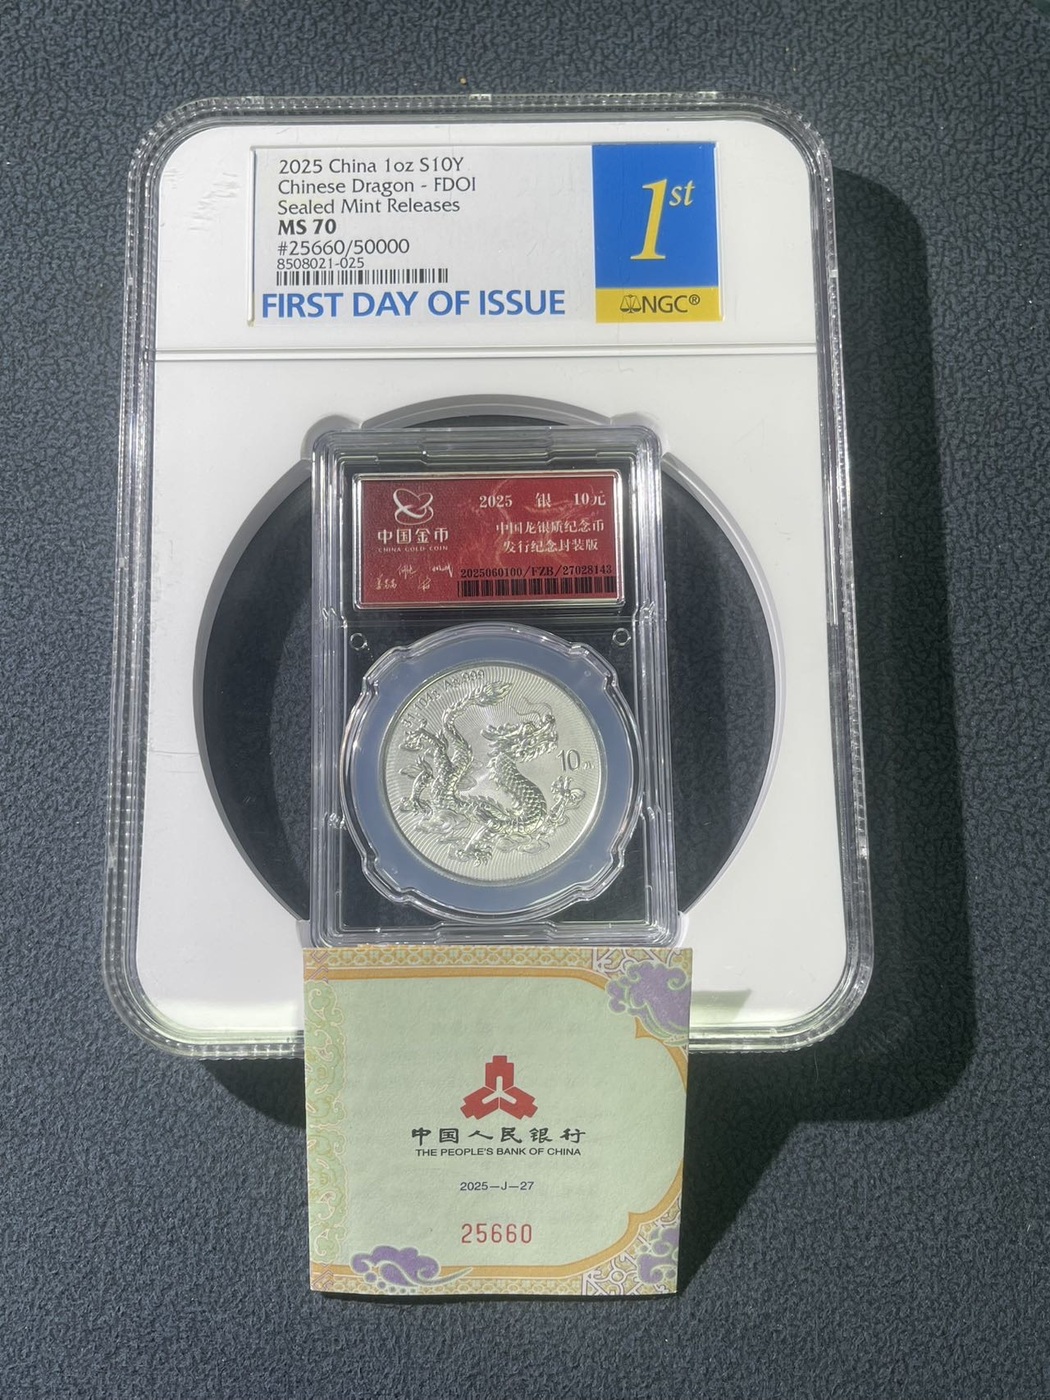 2025 China 1oz S10Y
Chinese Dragon - FDOI
Sealed Mint Releases
MS 70
#25660/50000
8508021-025
FIRST DAY OF ISSUE
1st
NGC®
中国金币
CHINA GOLD COIN
2025 银 10元
中国龙银质纪念币
发行纪念封装版
2025060100/FZB/27028143
10元
中国人民银行
THE PEOPLE'S BANK OF CHINA
2025-J-27
25660